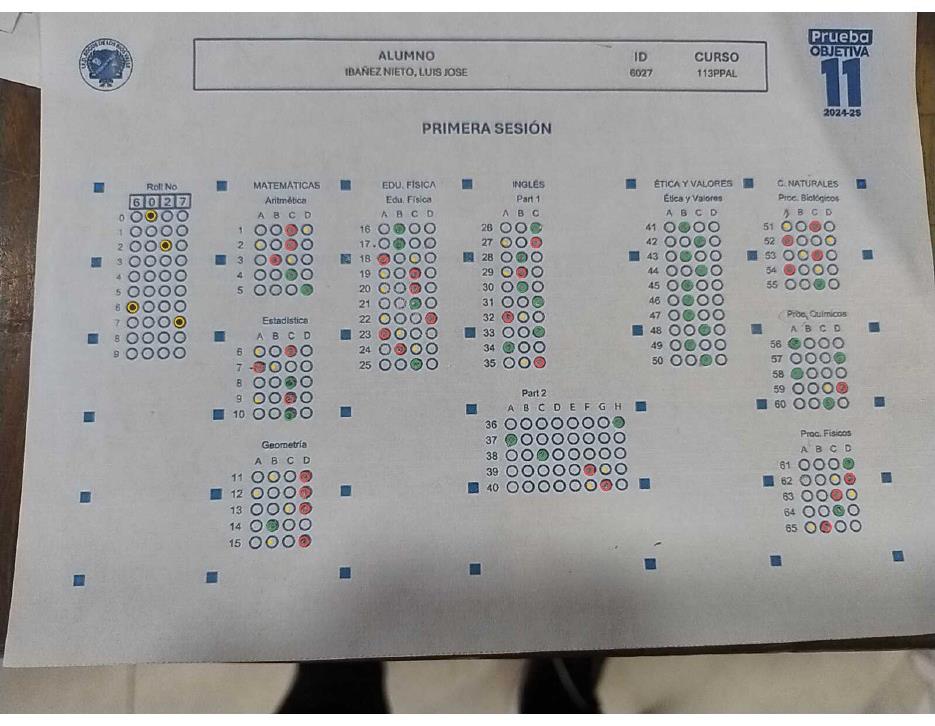 ALUMNO ID CURSO
IBAÑEZ NIETO, LUIS JOSE 6027 113PPAL
Prueba
OBJETIVA
11
2024-25
PRIMERA SESIÓN
Roll No
6 0 2 7
0
1
2
3
4
5
6
7
8
9
MATEMÁTICAS
Aritmética
A B C D
1
2
3
4
5
Estadística
A B C D
6
7
8
9
10
Geometría
A B C D
11
12
13
14
15
EDU. FÍSICA
Edu. Física
A B C
16
17
18
19
20
21
22
23
24
25
INGLÉS
Part 1
A B C
26
27
28
29
30
31
32
33
34
35
Part 2
A B C D E F G H
36
37
38
39
40
ÉTICA Y VALORES
Ética y Valores
A B C D
41
42
43
44
45
46
47
48
49
50
C. NATURALES
Proc. Biológicos
A B C D
51
52
53
54
55
Proc. Químicos
A B C D
56
57
58
59
60
Proc. Físicos
A B C D
61
62
63
64
65